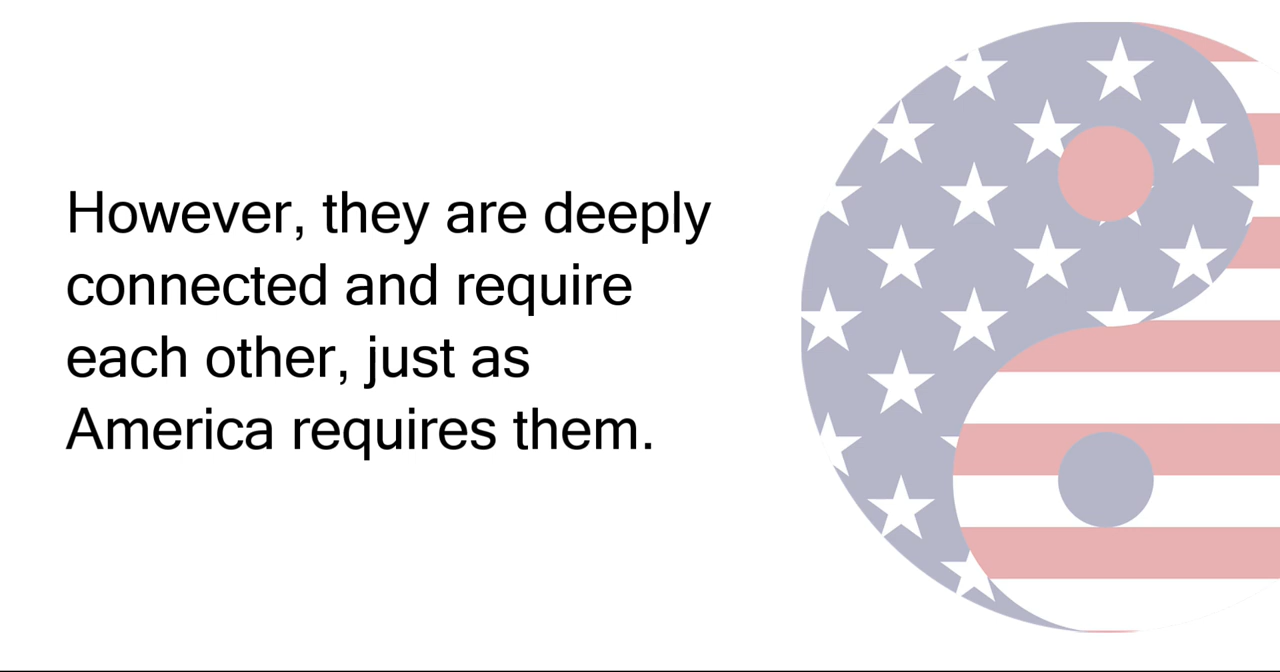 However, they are deeply
connected and require
each other, just as
America requires them.